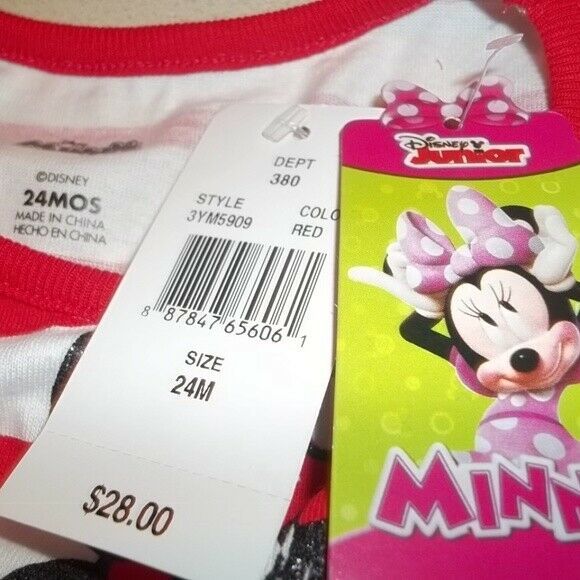 ©DISNEY
24MOS
MADE IN CHINA
HECHO EN CHINA
DEPT
380
STYLE
3YM5909
COLO
RED
8 87847 65606 1
SIZE
24M
$28.00
Disney
Junior
MINN